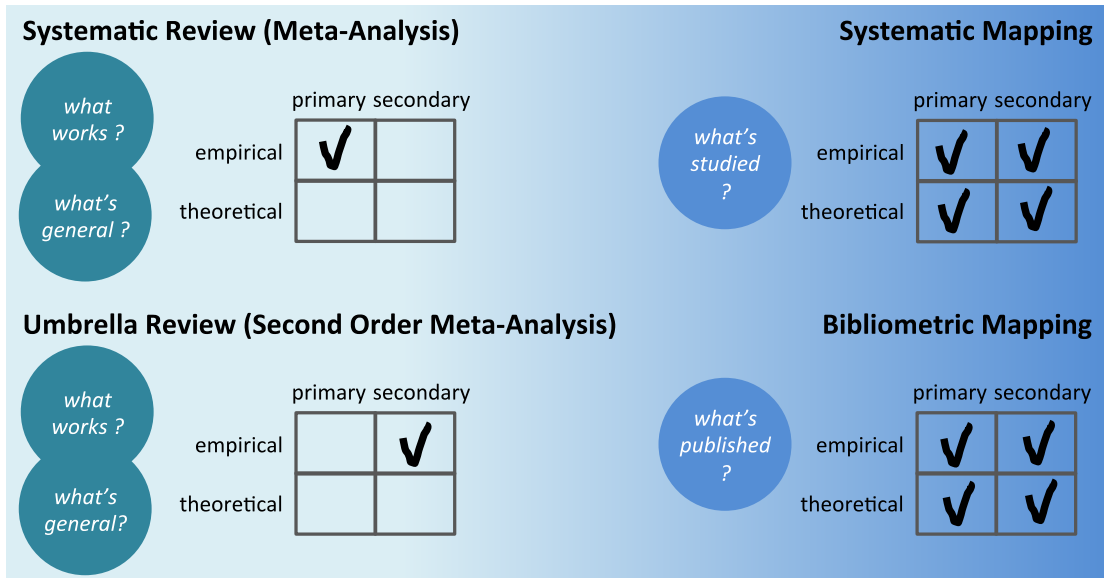 Systematic Review (Meta-Analysis)
what
works ?
what's
general ?
primary secondary
empirical
theoretical
Systematic Mapping
what's
studied
?
primary secondary
empirical
theoretical
Umbrella Review (Second Order Meta-Analysis)
what
works ?
what's
general?
primary secondary
empirical
theoretical
Bibliometric Mapping
what's
published
?
primary secondary
empirical
theoretical